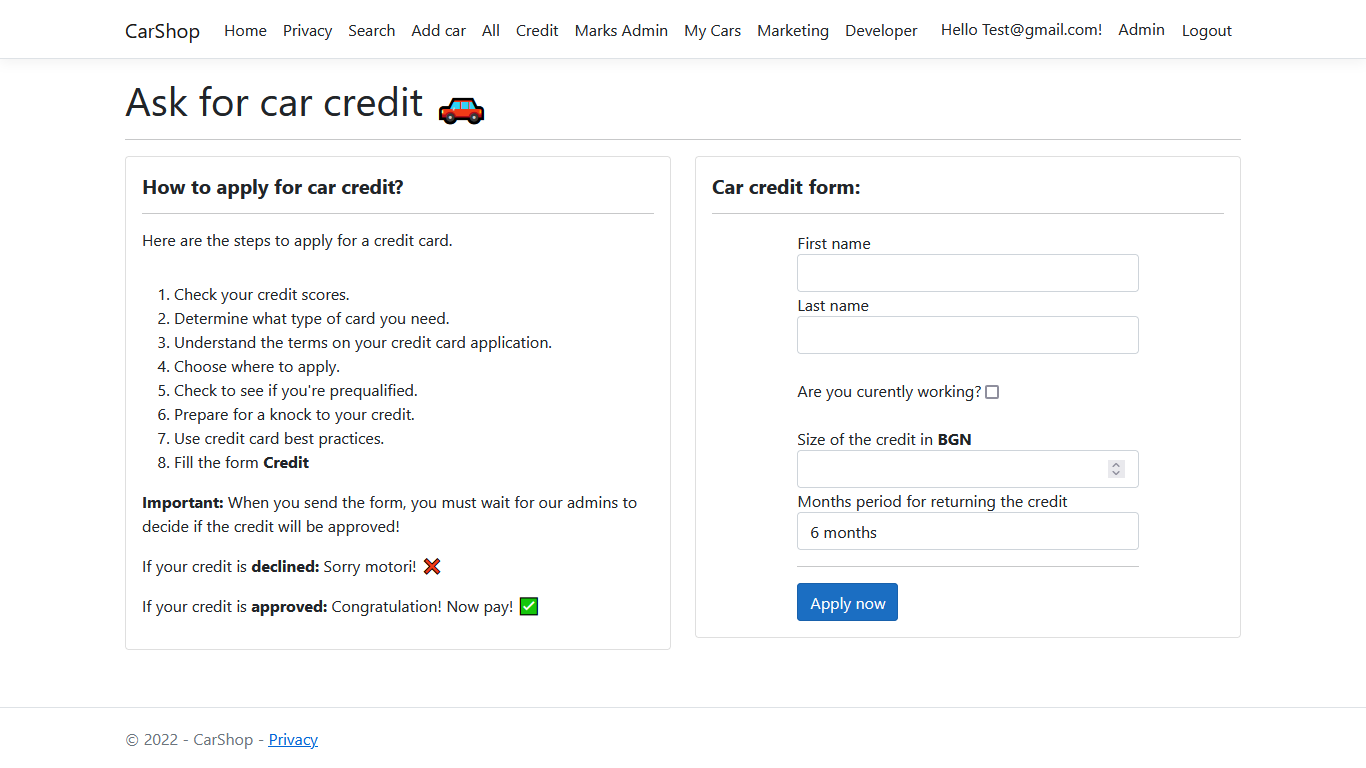 CarShop Home Privacy Search Add car All Credit Marks Admin My Cars Marketing Developer Hello Test@gmail.com! Admin Logout
Ask for car credit 🚗
How to apply for car credit?
Here are the steps to apply for a credit card.
1. Check your credit scores.
2. Determine what type of card you need.
3. Understand the terms on your credit card application.
4. Choose where to apply.
5. Check to see if you're prequalified.
6. Prepare for a knock to your credit.
7. Use credit card best practices.
8. Fill the form Credit
Important: When you send the form, you must wait for our admins to
decide if the credit will be approved!
If your credit is declined: Sorry motori! ❌
If your credit is approved: Congratulation! Now pay! ✅
Car credit form:
First name
Last name
Are you curently working?
Size of the credit in BGN
Months period for returning the credit
6 months
Apply now
© 2022 - CarShop - Privacy